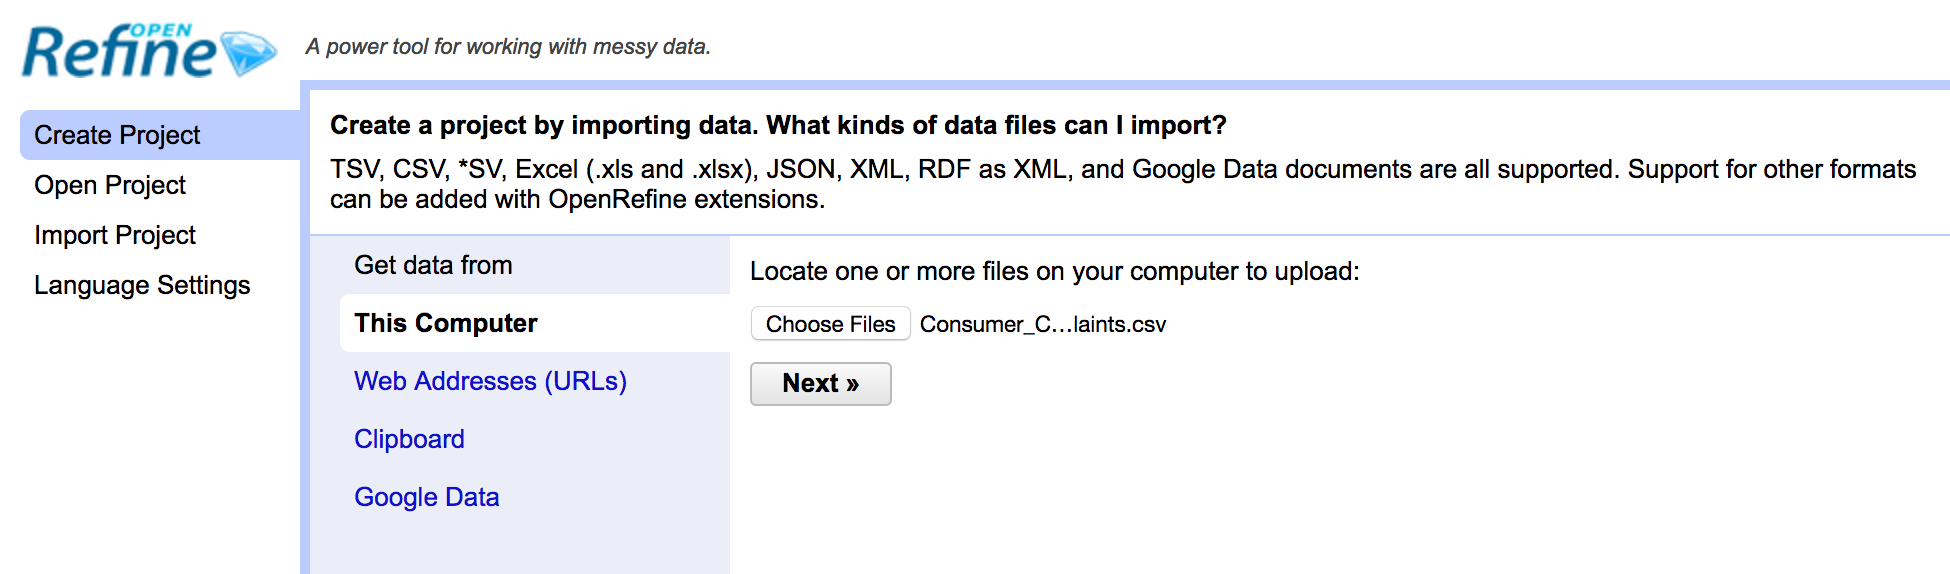 OPEN
Refine
A power tool for working with messy data.
Create Project
Open Project
Import Project
Language Settings
Create a project by importing data. What kinds of data files can I import?
TSV, CSV, *SV, Excel (.xls and .xlsx), JSON, XML, RDF as XML, and Google Data documents are all supported. Support for other formats
can be added with OpenRefine extensions.
Get data from
This Computer
Web Addresses (URLs)
Clipboard
Google Data
Locate one or more files on your computer to upload:
Choose Files Consumer_C...laints.csv
Next »